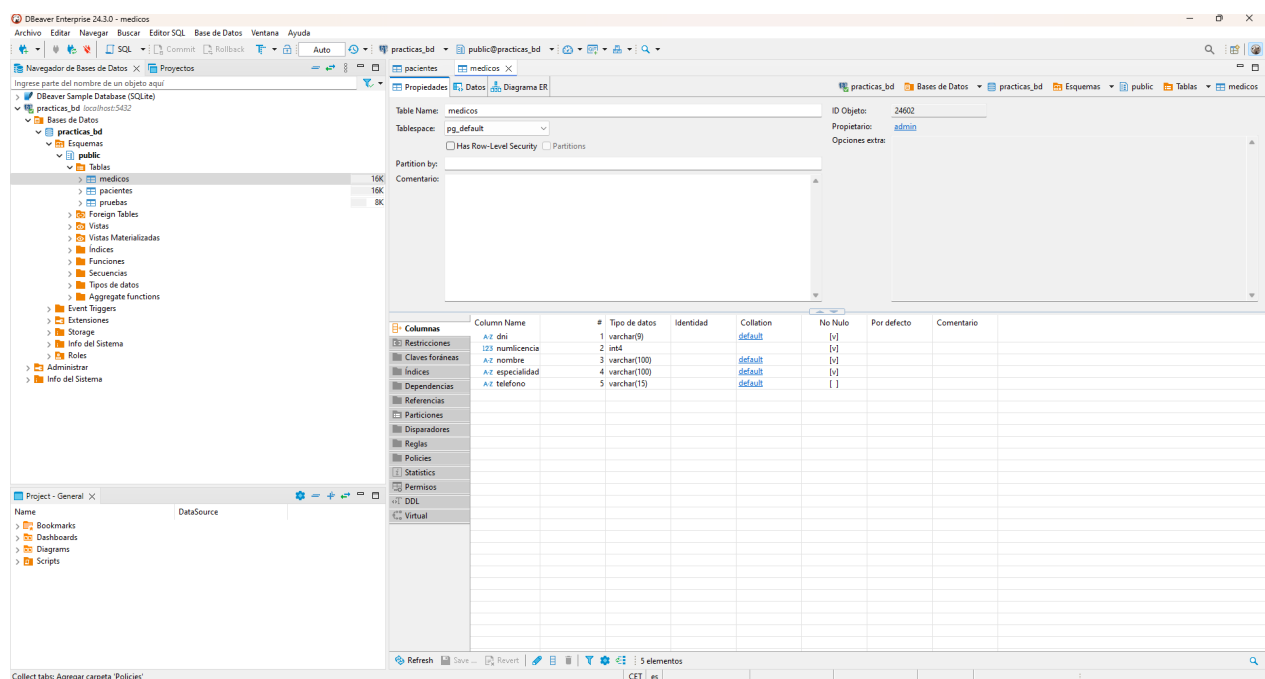 DBeaver Enterprise 24.3.0 - medicos
Archivo Editar Navegar Buscar Editor SQL Base de Datos Ventana Ayuda
SQL Commit Rollback Auto practicas_bd public@practicas_bd
Navegador de Bases de Datos Proyectos
Ingrese parte del nombre de un objeto aquí
DBeaver Sample Database (SQLite)
practicas_bd localhost:5432
Bases de Datos
practicas_bd
Esquemas
public
Tablas
medicos 16K
pacientes 16K
pruebas 8K
Foreign Tables
Vistas
Vistas Materializadas
Índices
Funciones
Secuencias
Tipos de datos
Aggregate functions
Event Triggers
Extensiones
Storage
Info del Sistema
Roles
Administrar
Info del Sistema
Project - General
Name DataSource
Bookmarks
Dashboards
Diagrams
Scripts
pacientes medicos
Propiedades Datos Diagrama ER practicas_bd Bases de Datos practicas_bd Esquemas public Tablas medicos
Table Name: medicos
Tablespace: pg_default
Has Row-Level Security Partitions
Partition by:
Comentario:
ID Objeto: 24602
Propietario: admin
Opciones extra:
Columnas
Restricciones
Claves foráneas
Índices
Dependencias
Referencias
Particiones
Disparadores
Reglas
Policies
Statistics
Permisos
DDL
Virtual
Column Name # Tipo de datos Identidad Collation No Nulo Por defecto Comentario
A-Z dni 1 varchar(9) default [v]
123 numlicencia 2 int4 [v]
A-Z nombre 3 varchar(100) default [v]
A-Z especialidad 4 varchar(100) default [v]
A-Z telefono 5 varchar(15) default [ ]
Refresh Save ... Revert 5 elementos
Collect tabs: Agregar carpeta 'Policies' CET es